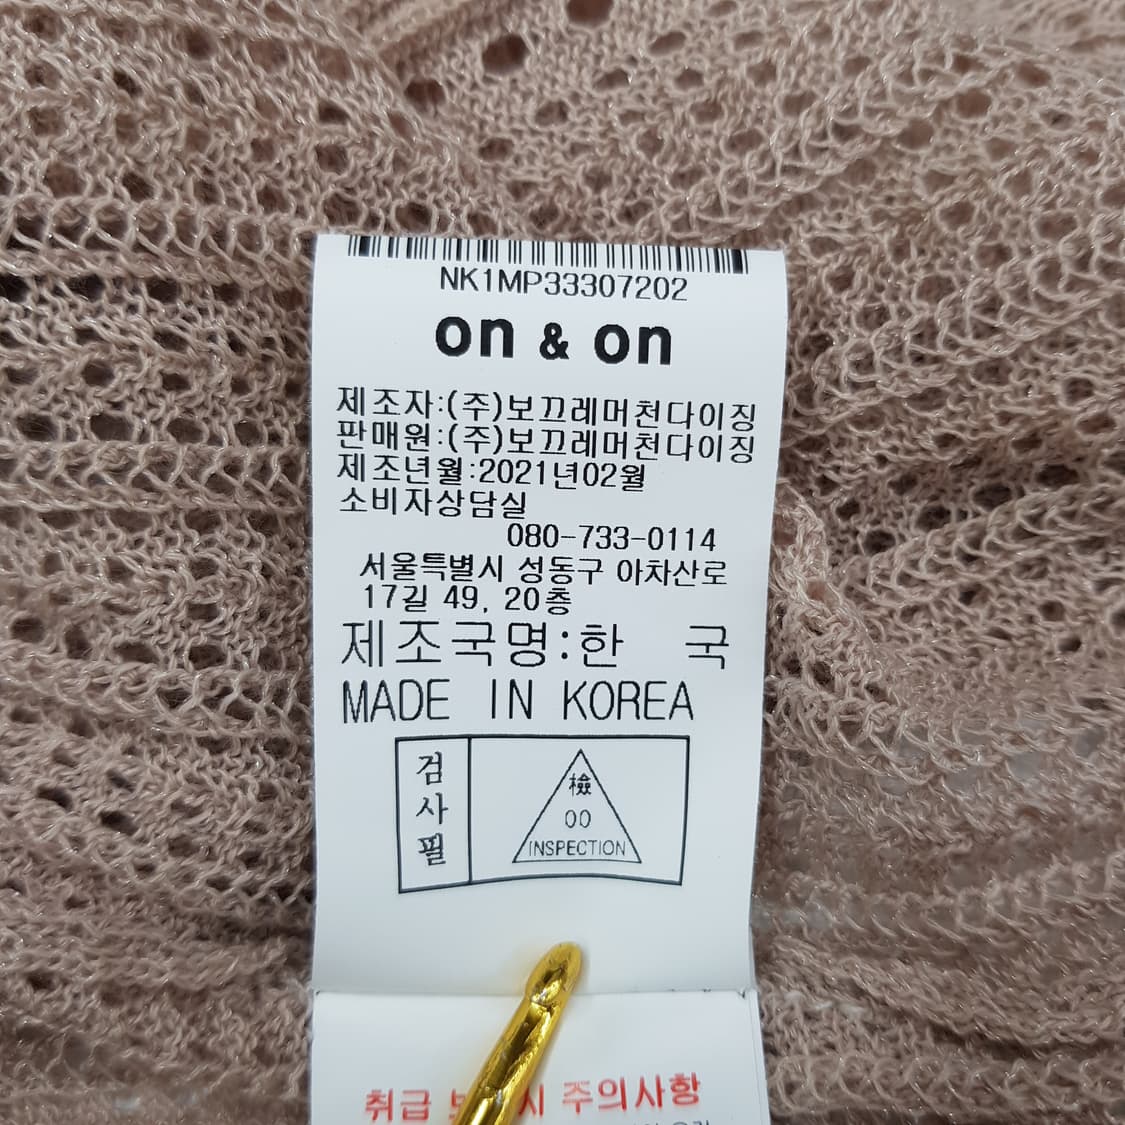 NK1MP33307202
on & on
제조자:(주)보끄레머천다이징
판매원:(주)보끄레머천다이징
제조년월:2021년02월
소비자상담실
080-733-0114
서울특별시 성동구 아차산로
17길 49, 20층
제조국명:한 국
MADE IN KOREA
검사필
檢
00
INSPECTION
취급 시 주의사항